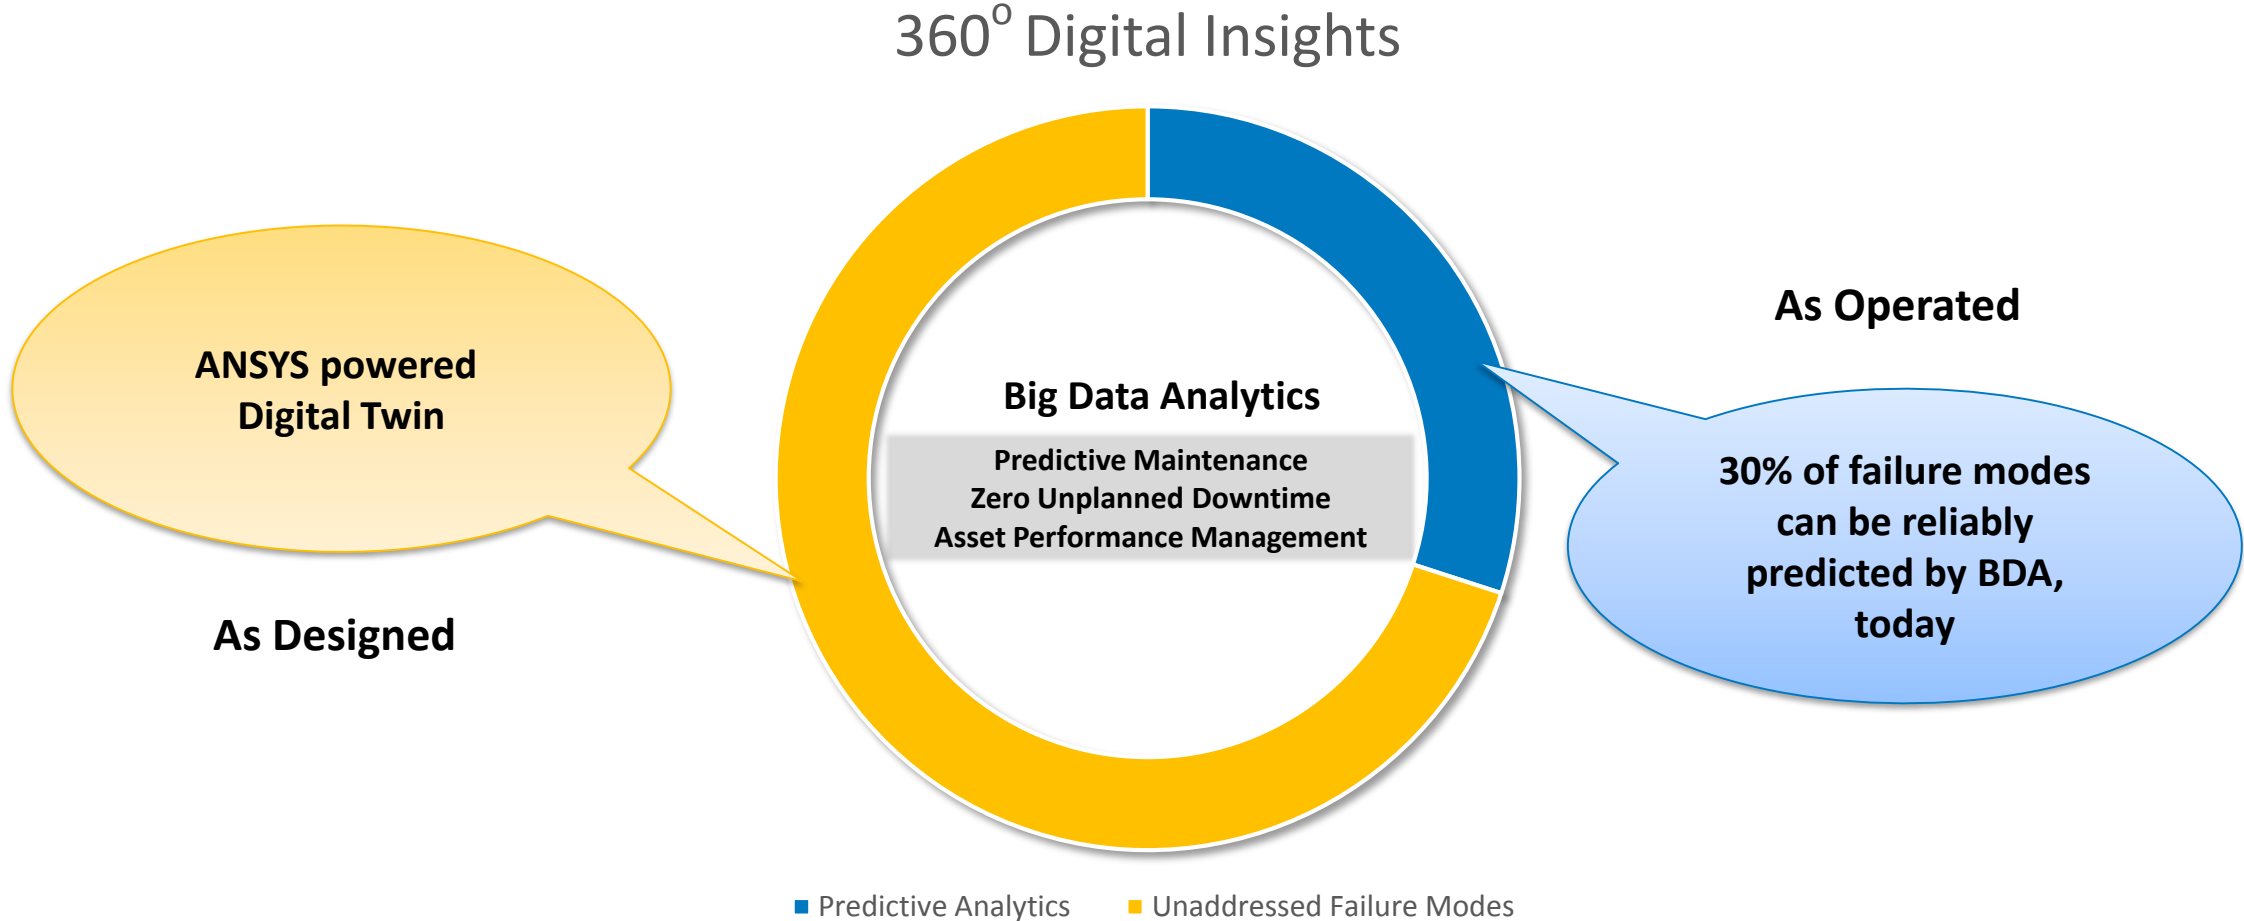 360° Digital Insights
ANSYS powered
Digital Twin
As Designed
Big Data Analytics
Predictive Maintenance
Zero Unplanned Downtime
Asset Performance Management
As Operated
30% of failure modes
can be reliably
predicted by BDA,
today
Predictive Analytics
Unaddressed Failure Modes